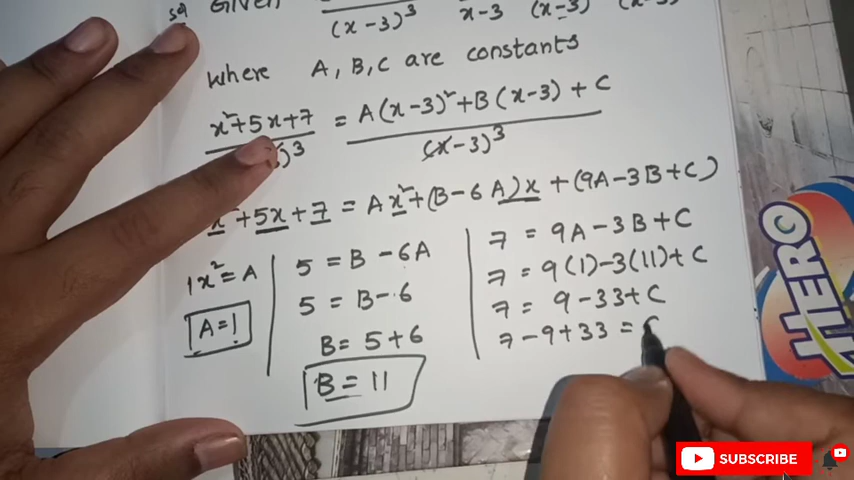 sq Given
(x-3)³ x-3 (x-3)
where A, B, C are constants
x²+5x+7 = A(x-3)²+B(x-3)+C
)³ (x-3)³
x²+5x+7 = Ax²+(B-6A)x+(9A-3B+C)
1x²=A
A=1
5 = B-6A
5 = B-6
B= 5+6
B= 11
7 = 9A-3B+C
7 = 9(1)-3(11)+C
7 = 9-33+C
7-9+33 = C
HERO
SUBSCRIBE